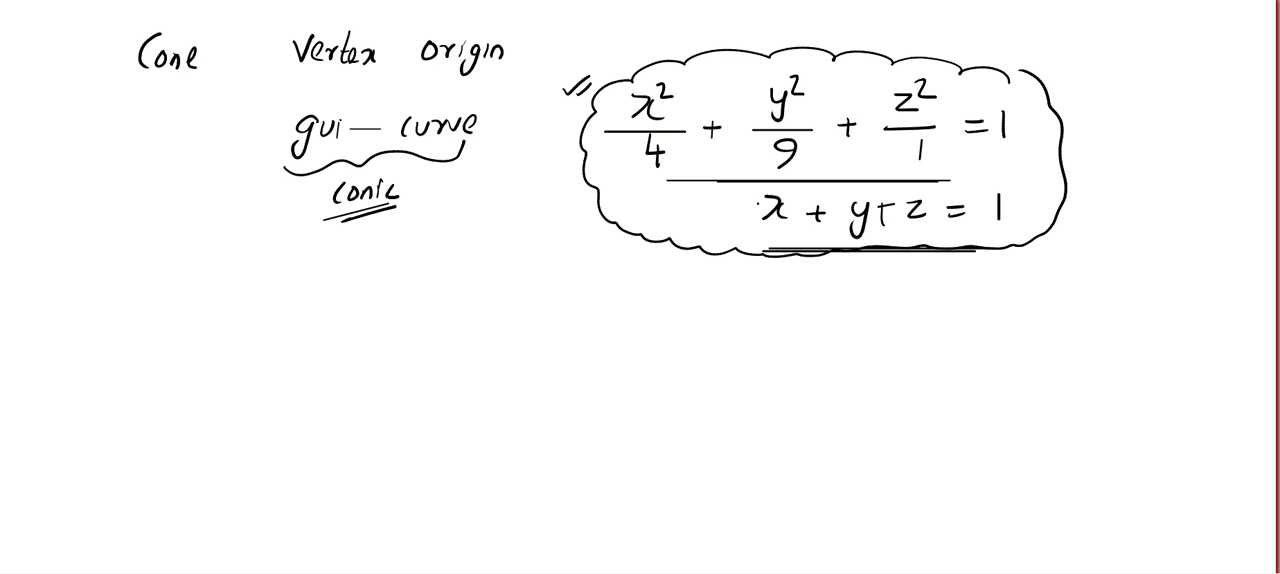 Cone Vertex origin
gui — curve
conic
x²/4 + y²/9 + z²/1 = 1
x + y + z = 1